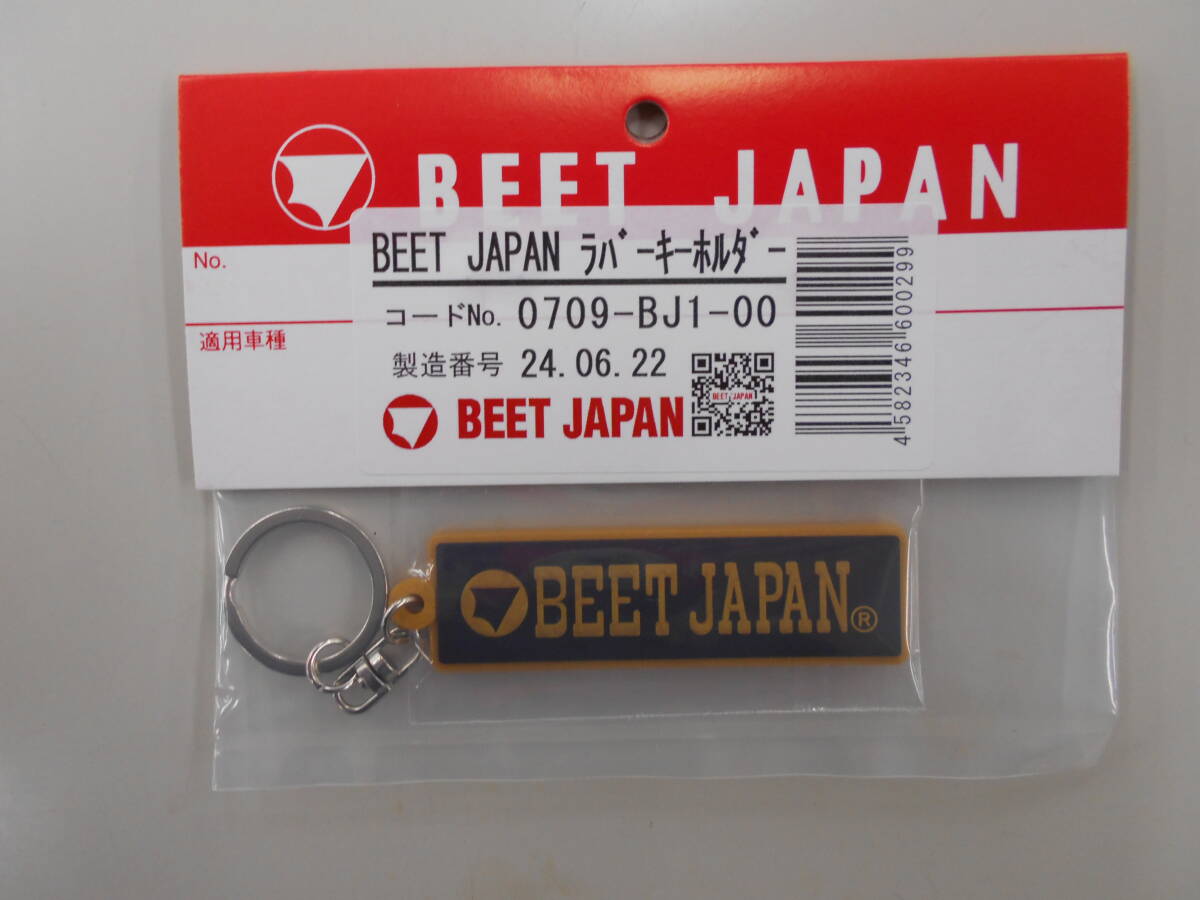 BEET JAPAN
No.
適用車種
BEET JAPAN ﾗﾊﾞｰｷｰﾎﾙﾀﾞｰ
コードNo. 0709-BJ1-00
製造番号 24.06.22
BEET JAPAN
BEET JAPAN
4582346600299
BEET JAPAN®